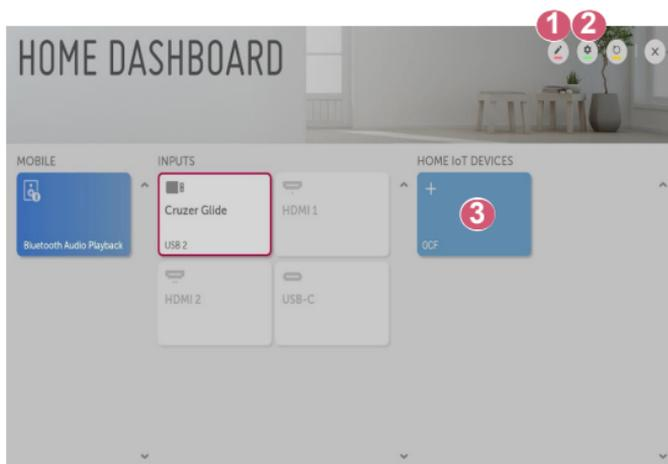 1 2
HOME DASHBOARD
MOBILE INPUTS HOME IoT DEVICES
Cruzer Glide HDMI 1 3
Bluetooth Audio Playback USB 2 OCF
HDMI 2 USB-C